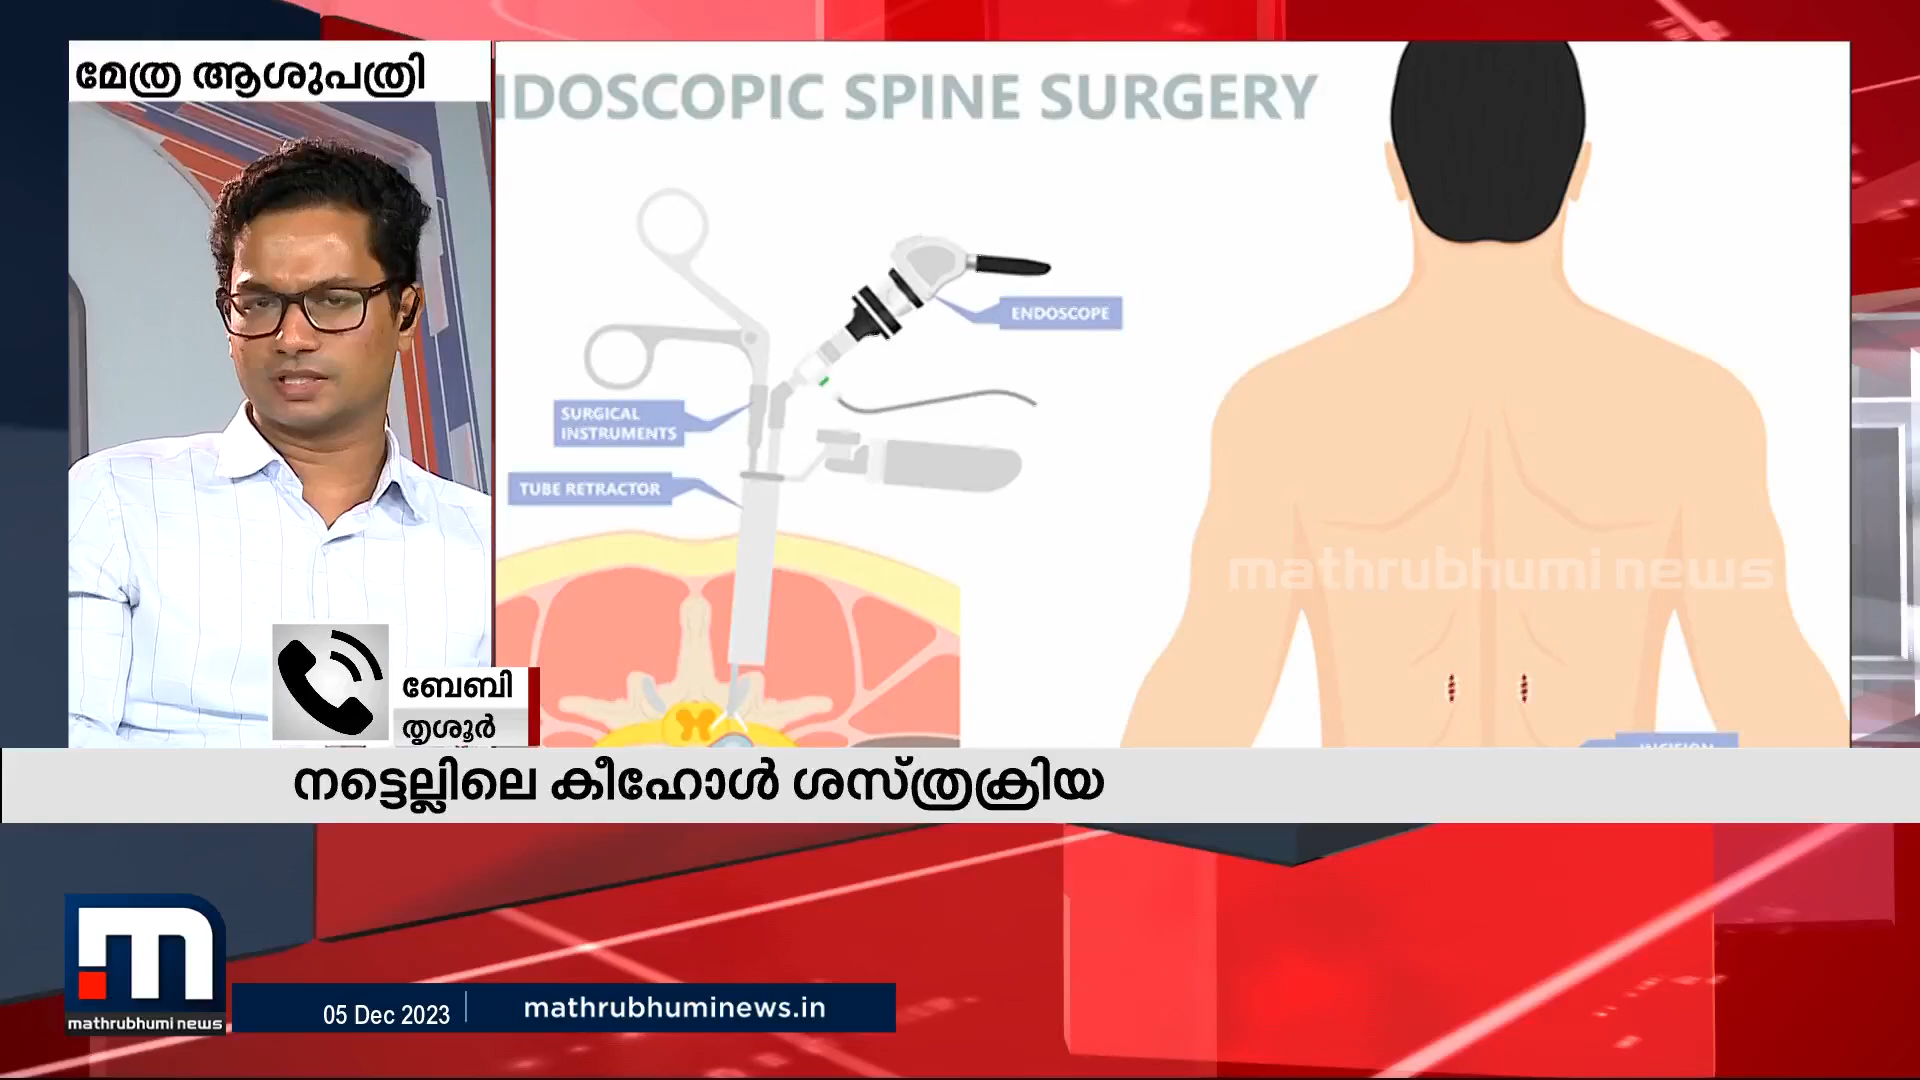 മേത്ര ആശുപത്രി
IDOSCOPIC SPINE SURGERY
ENDOSCOPE
SURGICAL
INSTRUMENTS
TUBE RETRACTOR
mathrubhumi news
ബേബി
തൃശൂർ
INCISION
നട്ടെല്ലിലെ കീഹോൾ ശസ്ത്രക്രിയ
mathrubhumi news
05 Dec 2023
mathrubhuminews.in